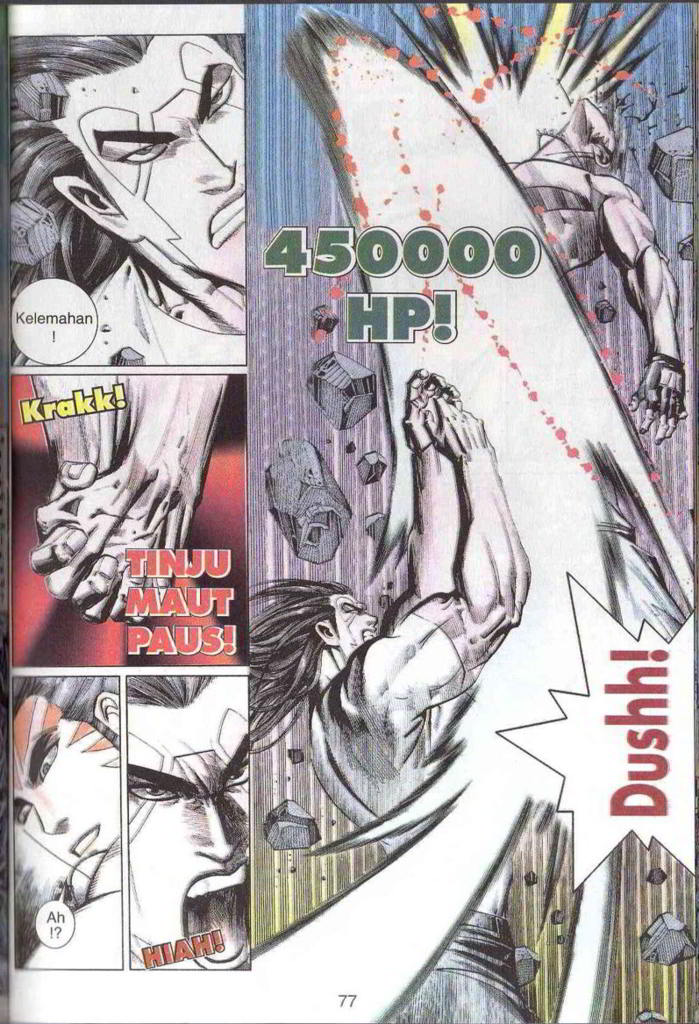 Kelemahan
!
Krakk!
TINJU
MAUT
PAUS!
Ah
!?
HIAH!
450000
HP!
Dushh!
77